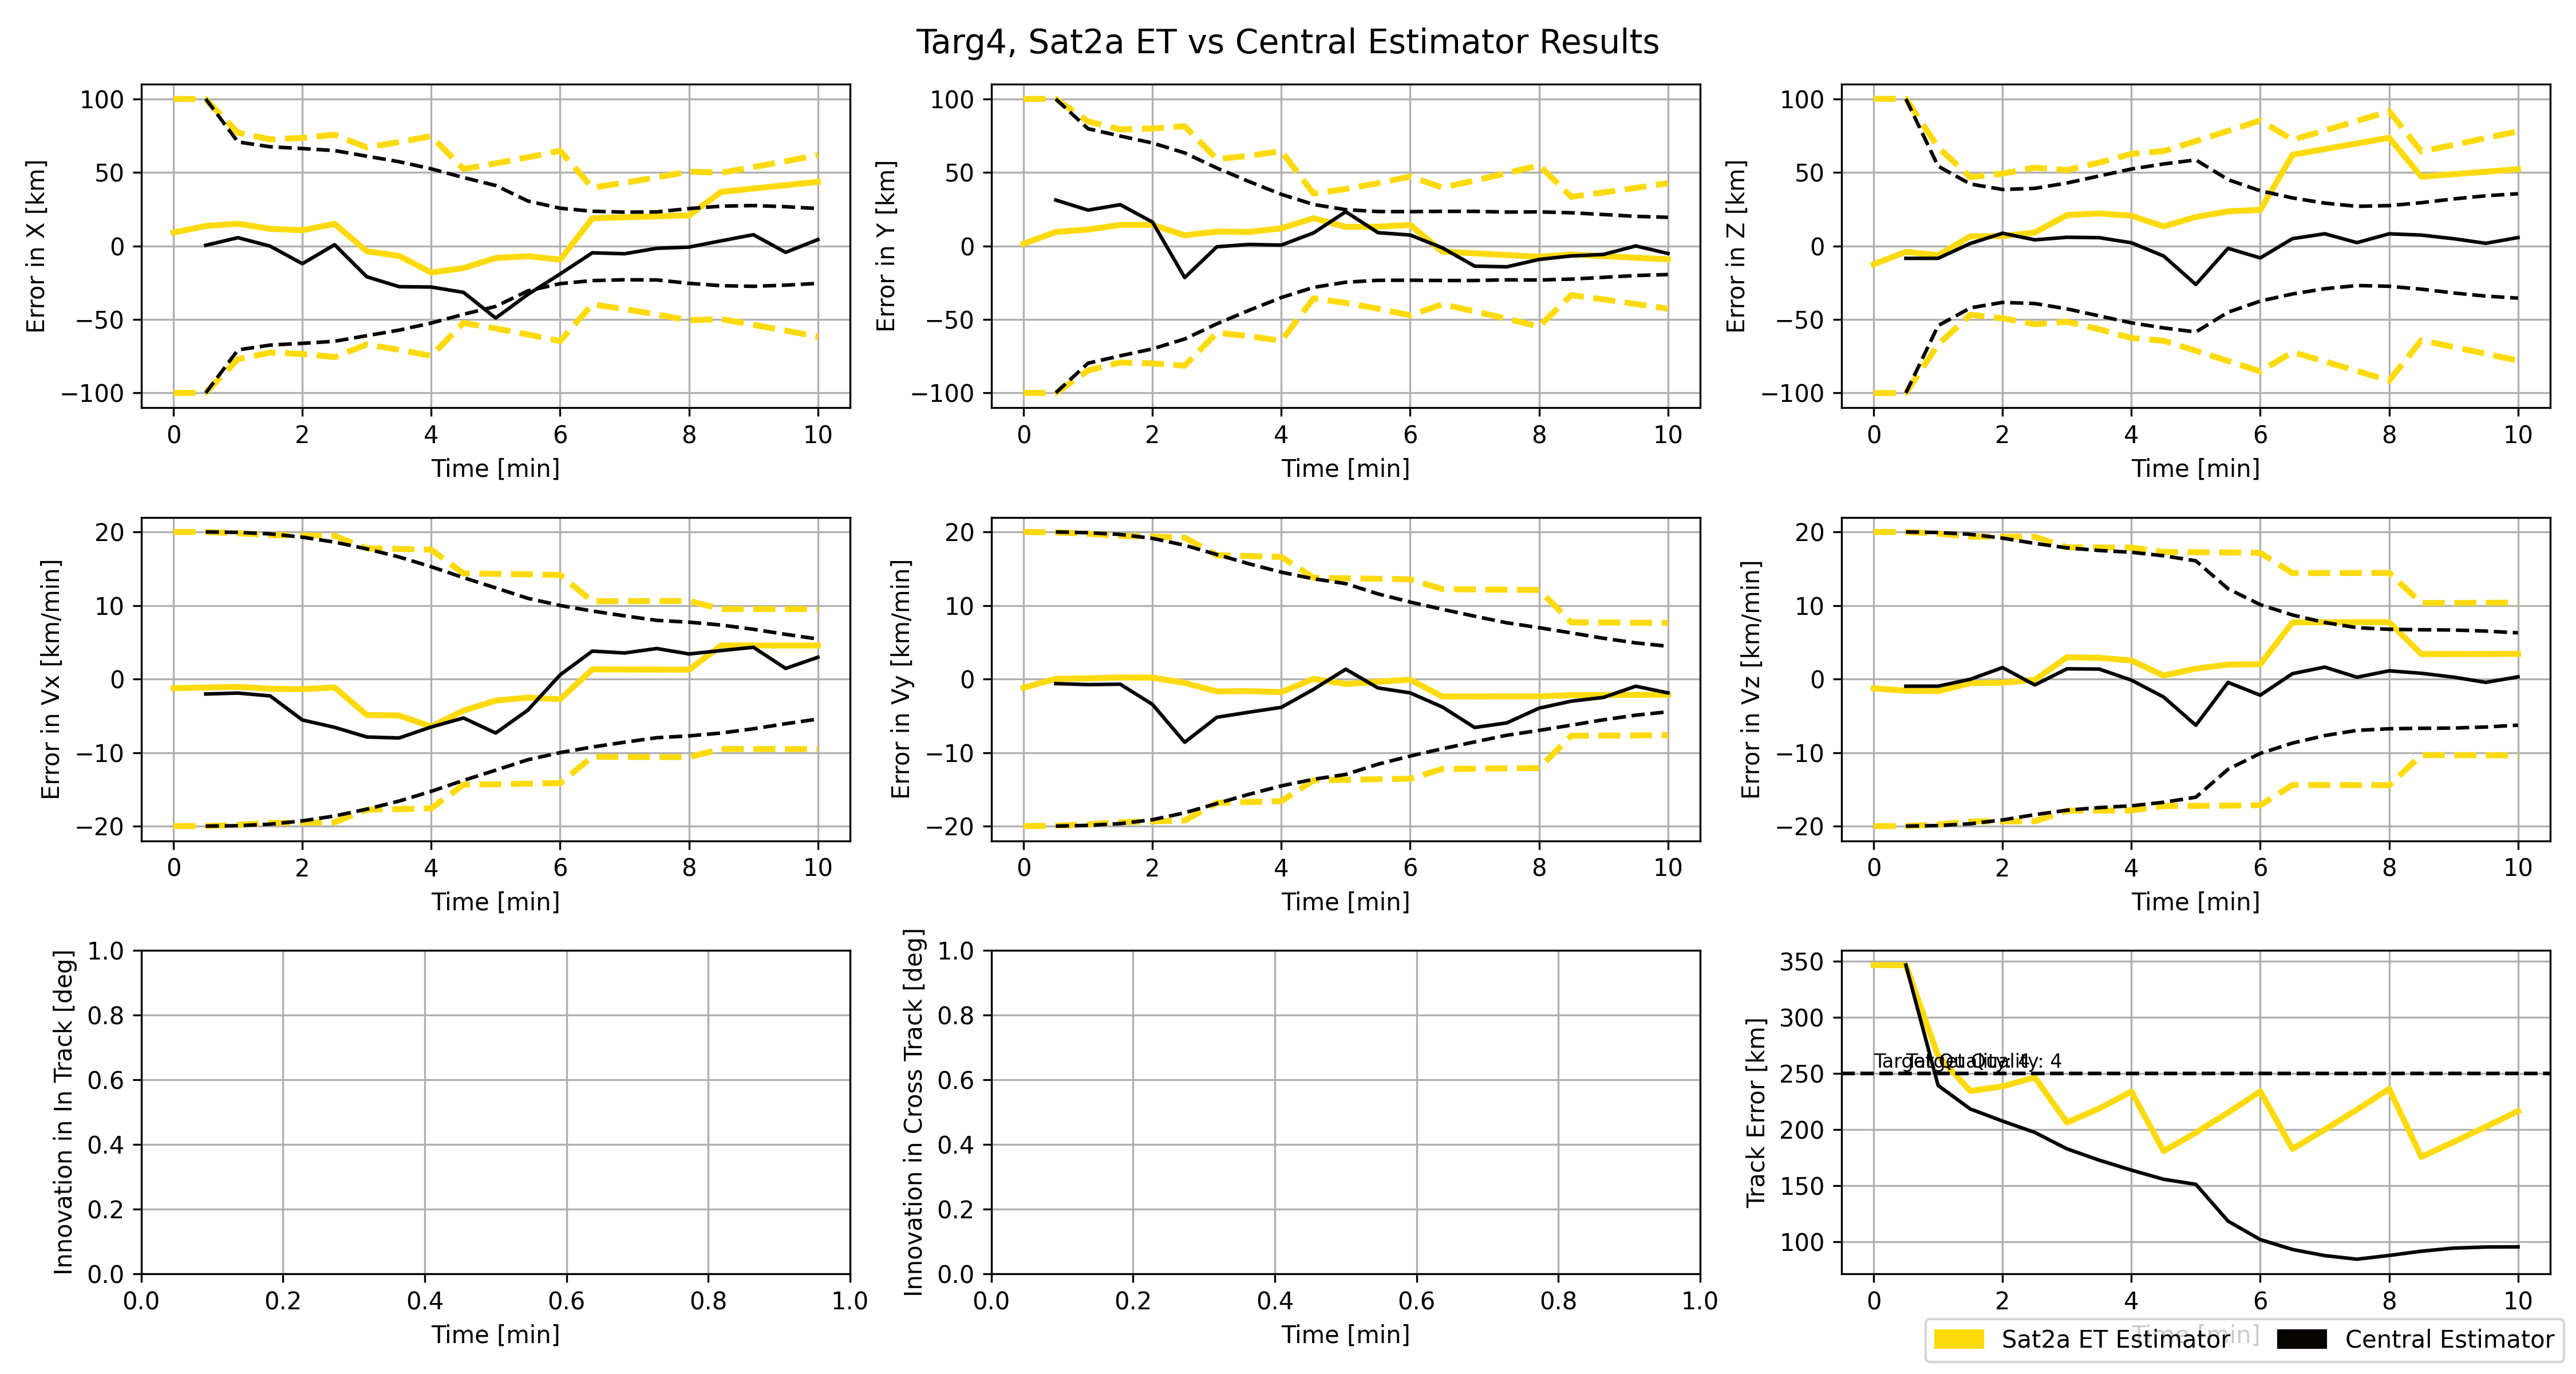 Targ4, Sat2a ET vs Central Estimator Results
Error in X [km]
100
50
0
−50
−100
0 2 4 6 8 10
Time [min]
Error in Y [km]
100
50
0
−50
−100
0 2 4 6 8 10
Time [min]
Error in Z [km]
100
50
0
−50
−100
0 2 4 6 8 10
Time [min]
Error in Vx [km/min]
20
10
0
−10
−20
0 2 4 6 8 10
Time [min]
Error in Vy [km/min]
20
10
0
−10
−20
0 2 4 6 8 10
Time [min]
Error in Vz [km/min]
20
10
0
−10
−20
0 2 4 6 8 10
Time [min]
Innovation in In Track [deg]
1.0
0.8
0.6
0.4
0.2
0.0
0.0 0.2 0.4 0.6 0.8 1.0
Time [min]
Innovation in Cross Track [deg]
1.0
0.8
0.6
0.4
0.2
0.0
0.0 0.2 0.4 0.6 0.8 1.0
Time [min]
Track Error [km]
350
300
250
200
150
100
Target Quality: 4
Target Quality: 4
0 2 4 6 8 10
Time [min]
Sat2a ET Estimator
Central Estimator